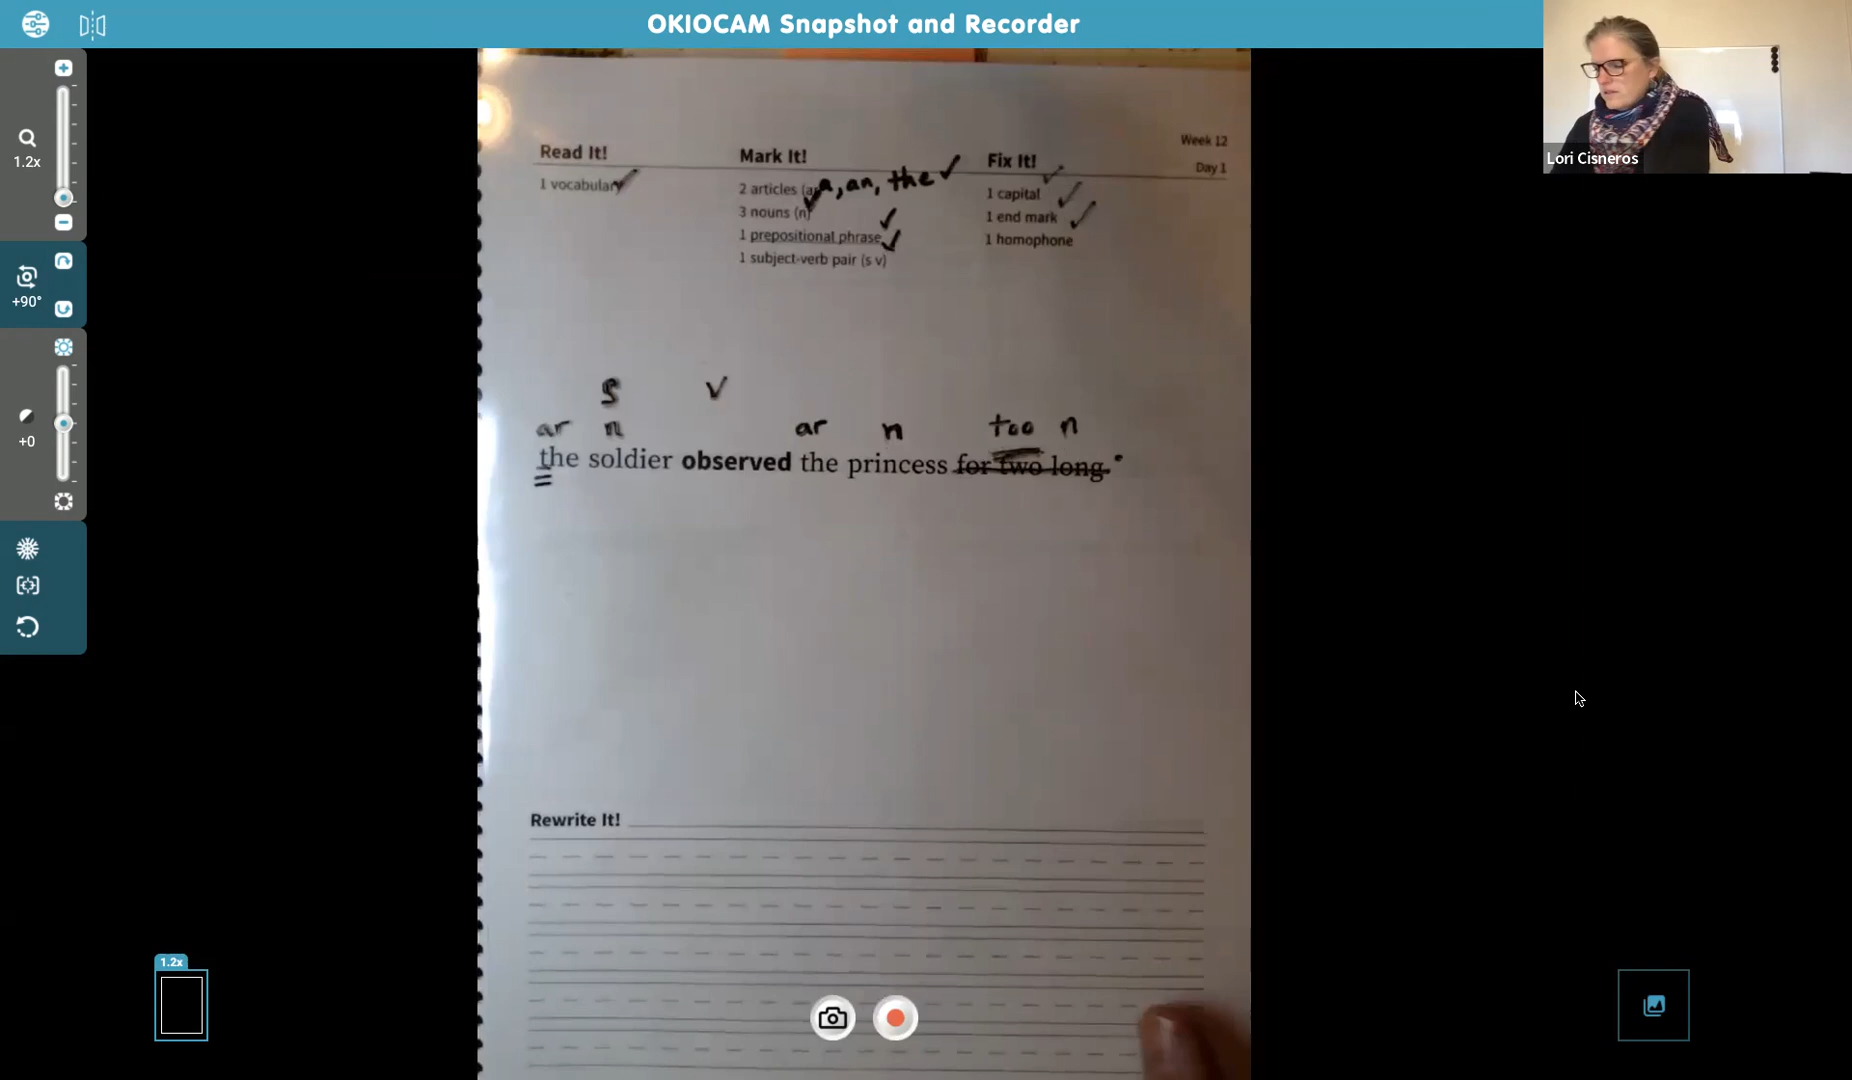 OKIOCAM Snapshot and Recorder
1.2x
+90°
+0
Lori Cisneros
Week 12
Day 1
Read It!
1 vocabulary
Mark It!
2 articles (ar a, an, the
3 nouns (n)
1 prepositional phrase
1 subject-verb pair (s v)
Fix It!
1 capital
1 end mark
1 homophone
s v
ar n ar n too n
the soldier observed the princess for two long.
Rewrite It!
1.2x